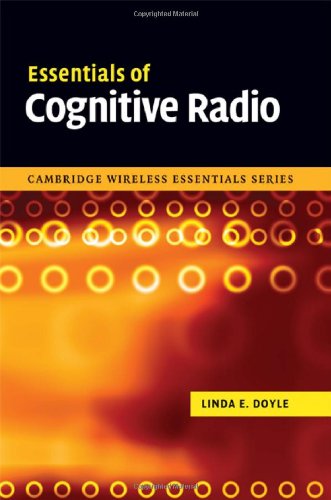 Essentials of
Cognitive Radio
CAMBRIDGE WIRELESS ESSENTIALS SERIES
LINDA E. DOYLE
Copyrighted Material